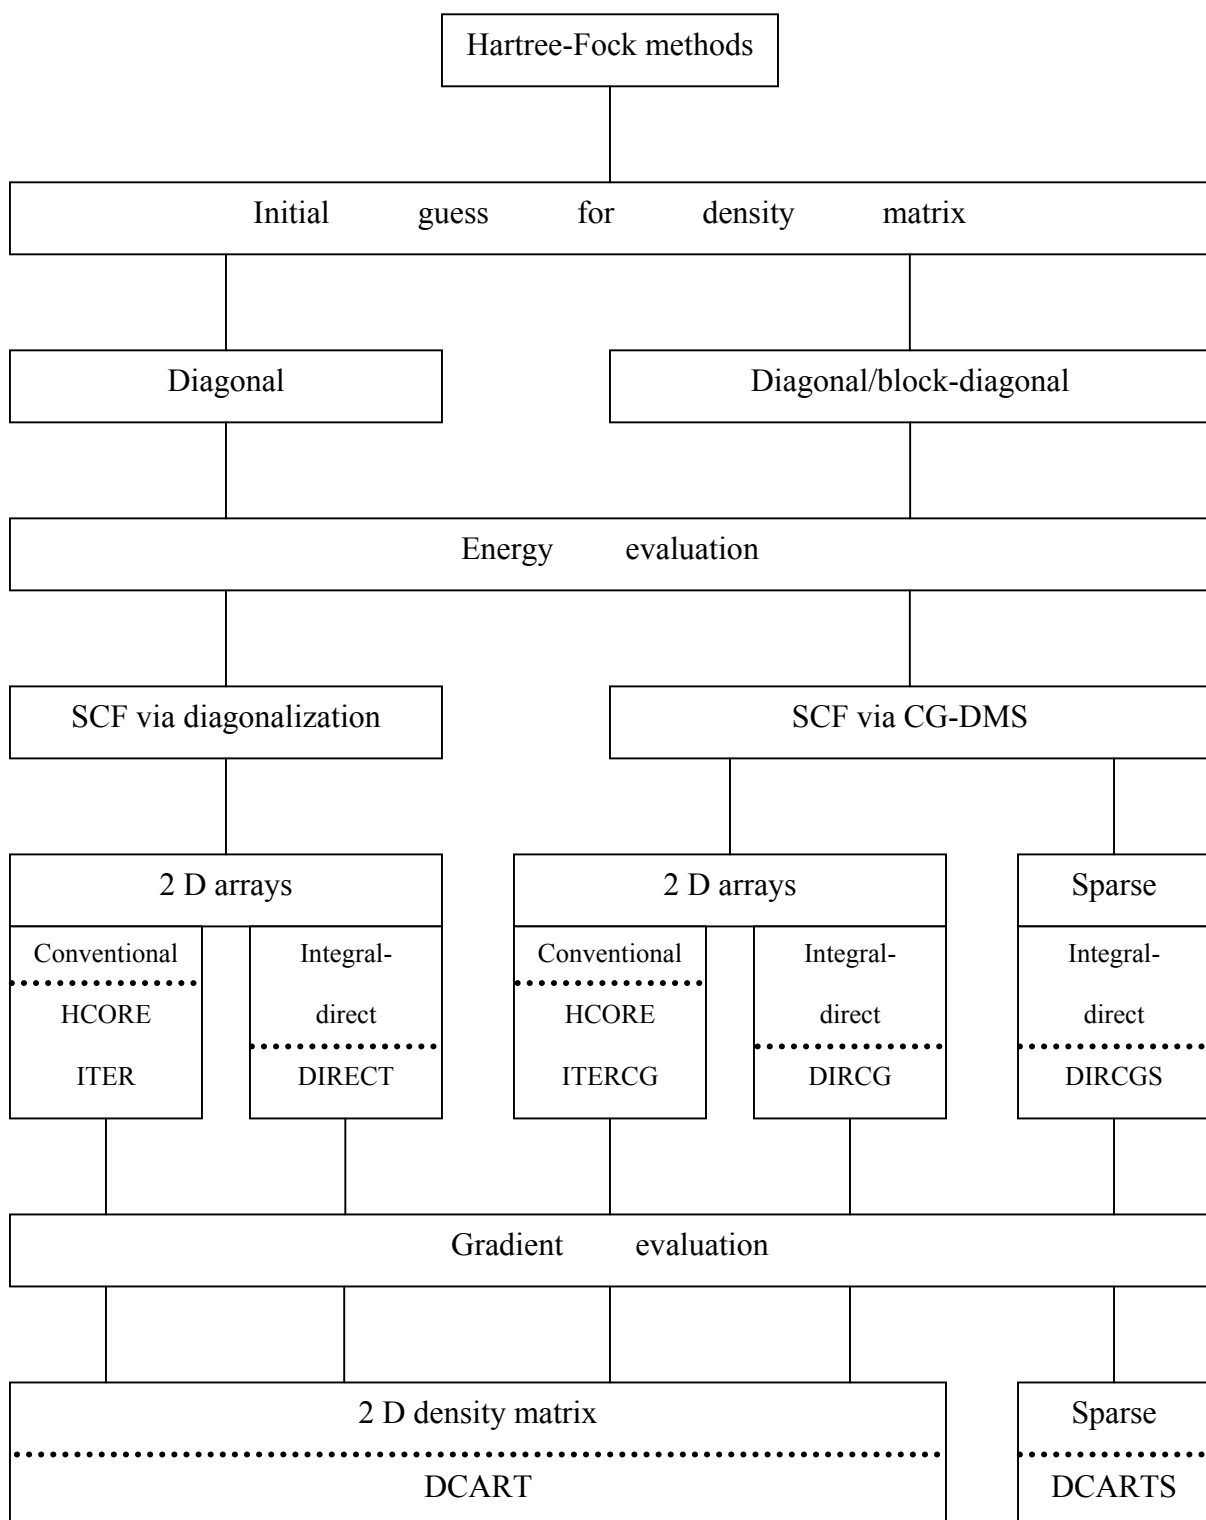 Hartree-Fock methods
Initial guess for density matrix
Diagonal
Diagonal/block-diagonal
Energy evaluation
SCF via diagonalization
SCF via CG-DMS
2 D arrays
2 D arrays
Sparse
Conventional
HCORE
ITER
Integral-
direct
DIRECT
Conventional
HCORE
ITERCG
Integral-
direct
DIRCG
Integral-
direct
DIRCGS
Gradient evaluation
2 D density matrix
DCART
Sparse
DCARTS